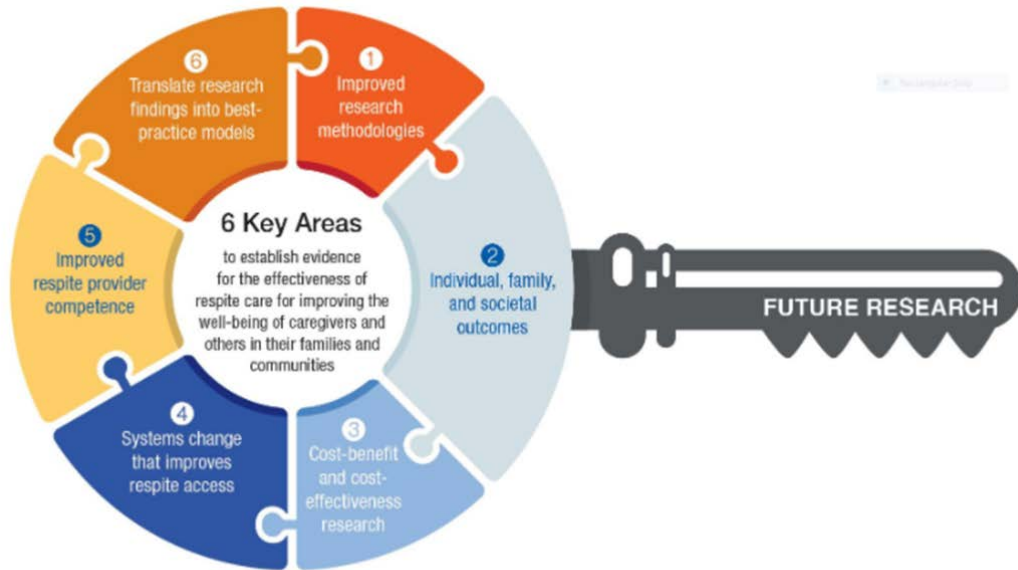 6 Key Areas
to establish evidence
for the effectiveness of
respite care for improving the
well-being of caregivers and
others in their families and
communities
1
Improved
research
methodologies
2
Individual, family,
and societal
outcomes
3
Cost-benefit
and cost-
effectiveness
research
4
Systems change
that improves
respite access
5
Improved
respite provider
competence
6
Translate research
findings into best-
practice models
FUTURE RESEARCH